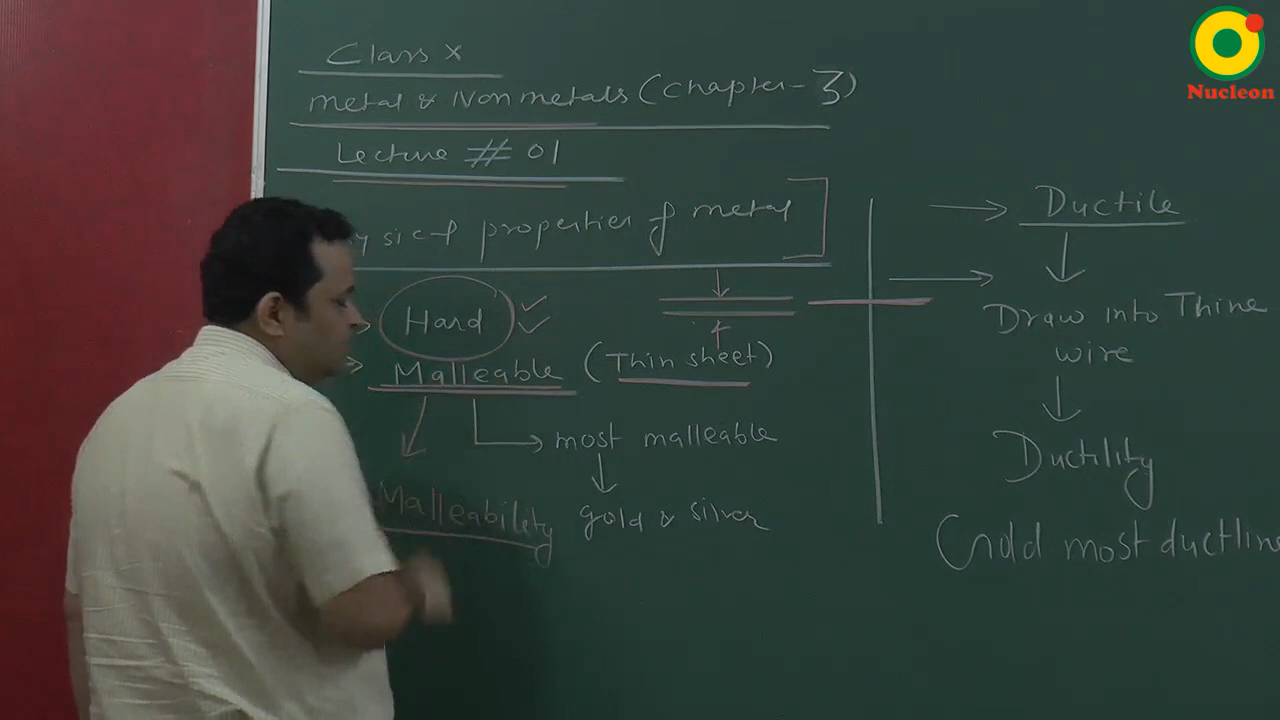 Class X
Metal & Non metals (Chapter - 3)
Lecture # 01
properties of metal
Hard
Malleable (Thin sheet)
most malleable
Malleability gold & silver
Ductile
Draw into Thine
wire
Ductility
Gold most ductline
Nucleon